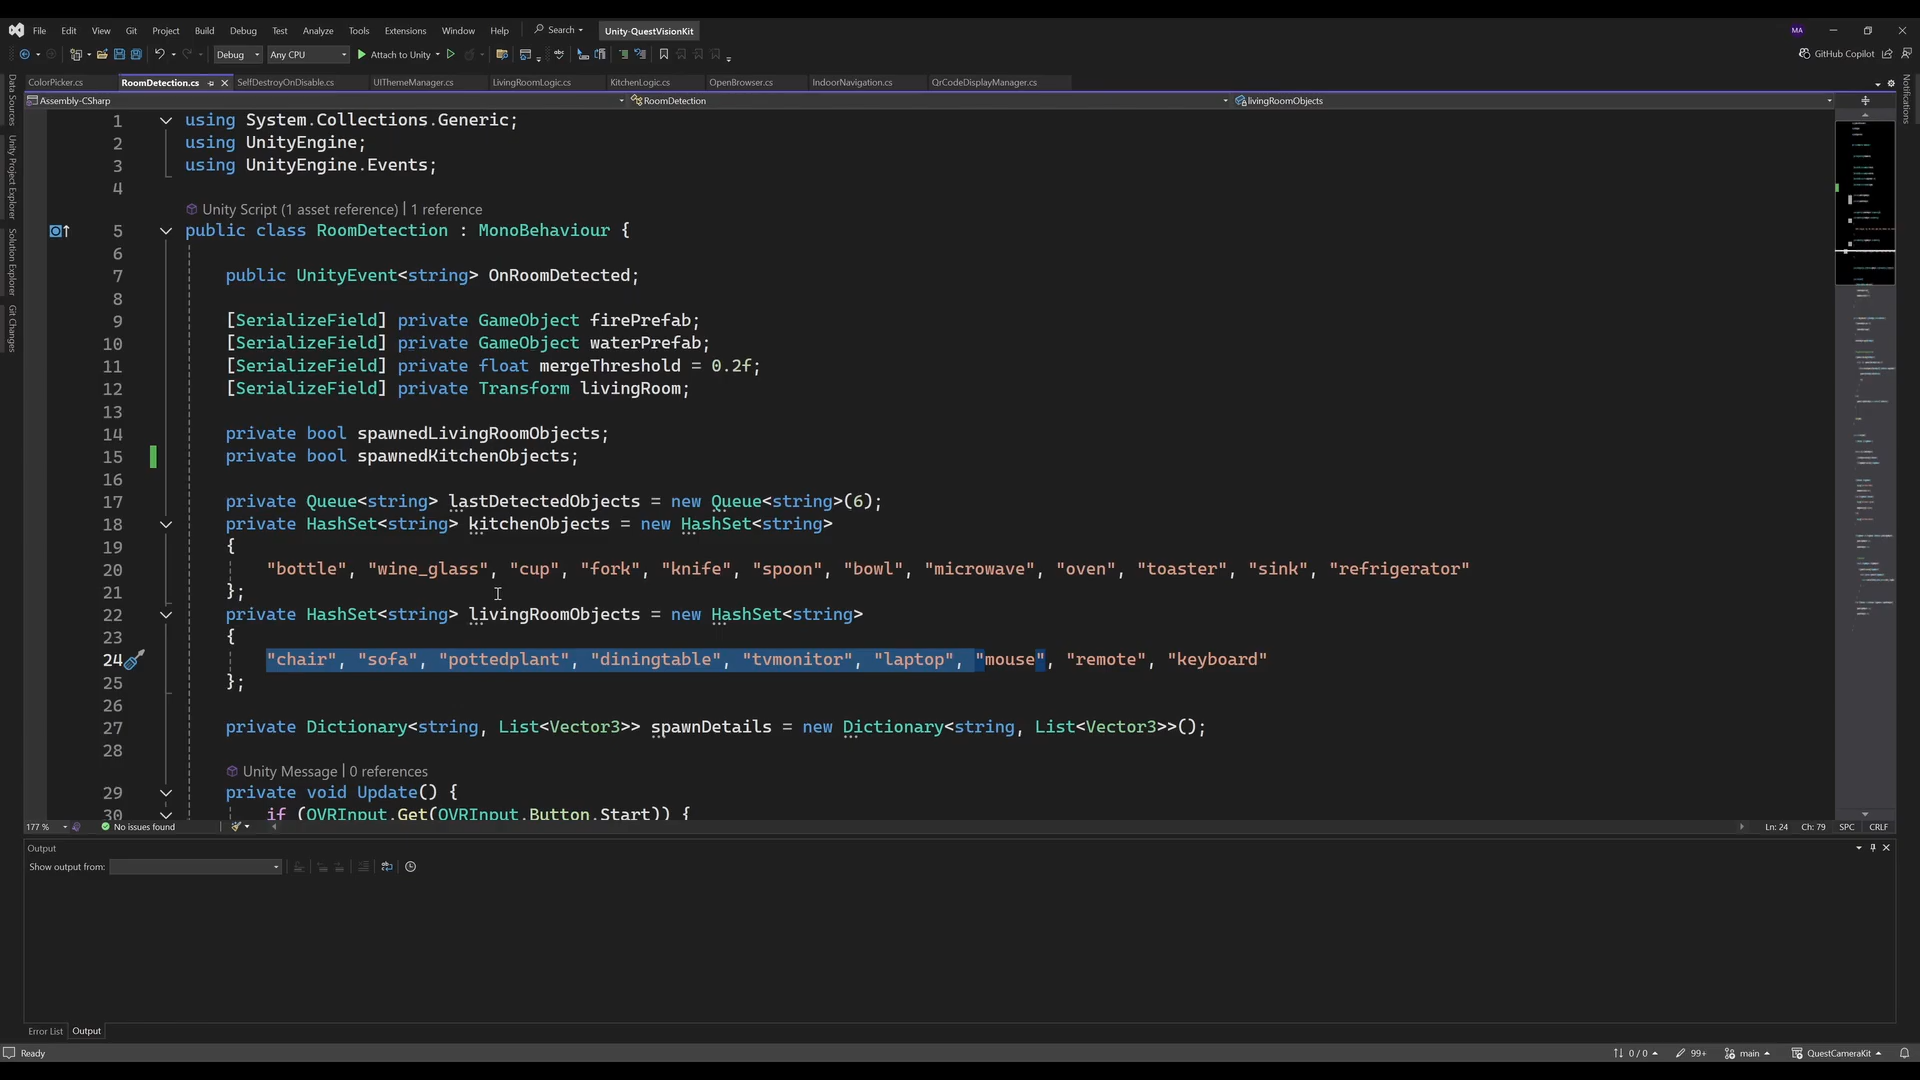 File Edit View Git Project Build Debug Test Analyze Tools Extensions Window Help Search Unity-QuestVisionKit MA
Debug Any CPU Attach to Unity GitHub Copilot
ColorPicker.cs RoomDetection.cs SelfDestroyOnDisable.cs UIThemeManager.cs LivingRoomLogic.cs KitchenLogic.cs OpenBrowser.cs IndoorNavigation.cs QrCodeDisplayManager.cs
Assembly-CSharp RoomDetection livingRoomObjects
Data Sources
Unity Project Explorer
Solution Explorer
Git Changes
Notifications
1 using System.Collections.Generic;
2 using UnityEngine;
3 using UnityEngine.Events;
4
Unity Script (1 asset reference) | 1 reference
5 public class RoomDetection : MonoBehaviour {
6
7 public UnityEvent<string> OnRoomDetected;
8
9 [SerializeField] private GameObject firePrefab;
10 [SerializeField] private GameObject waterPrefab;
11 [SerializeField] private float mergeThreshold = 0.2f;
12 [SerializeField] private Transform livingRoom;
13
14 private bool spawnedLivingRoomObjects;
15 private bool spawnedKitchenObjects;
16
17 private Queue<string> lastDetectedObjects = new Queue<string>(6);
18 private HashSet<string> kitchenObjects = new HashSet<string>
19 {
20 "bottle", "wine_glass", "cup", "fork", "knife", "spoon", "bowl", "microwave", "oven", "toaster", "sink", "refrigerator"
21 };
22 private HashSet<string> livingRoomObjects = new HashSet<string>
23 {
24 "chair", "sofa", "pottedplant", "diningtable", "tvmonitor", "laptop", "mouse", "remote", "keyboard"
25 };
26
27 private Dictionary<string, List<Vector3>> spawnDetails = new Dictionary<string, List<Vector3>>();
28
Unity Message | 0 references
29 private void Update() {
30 if (OVRInput.Get(OVRInput.Button.Start)) {
177 % No issues found Ln: 24 Ch: 79 SPC CRLF
Output
Show output from:
Error List Output
Ready 0 / 0 99+ main QuestCameraKit